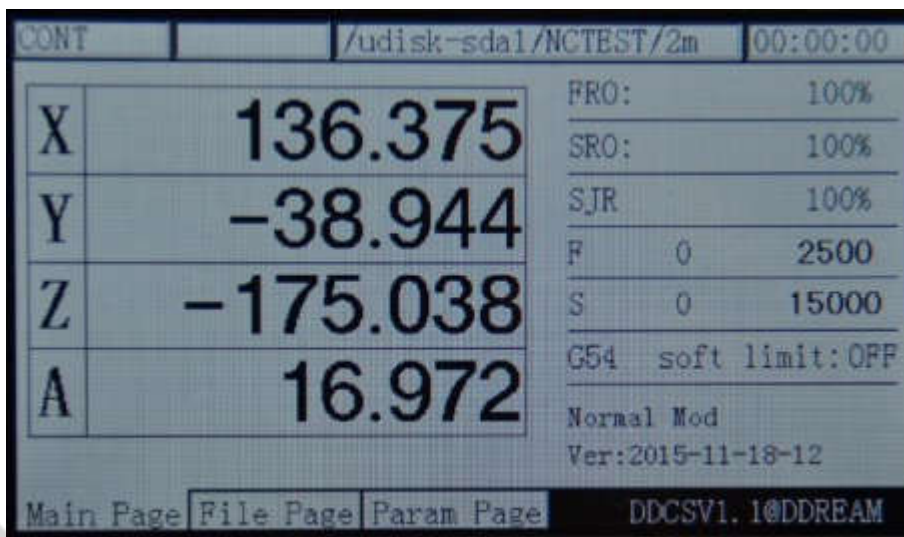 CONT /udisk-sda1/NCTEST/2m 00:00:00
X 136.375
Y -38.944
Z -175.038
A 16.972
FRO: 100%
SRO: 100%
SJR 100%
F 0 2500
S 0 15000
G54 soft limit:OFF
Normal Mod
Ver:2015-11-18-12
Main Page File Page Param Page DDCSV1.1@DDREAM